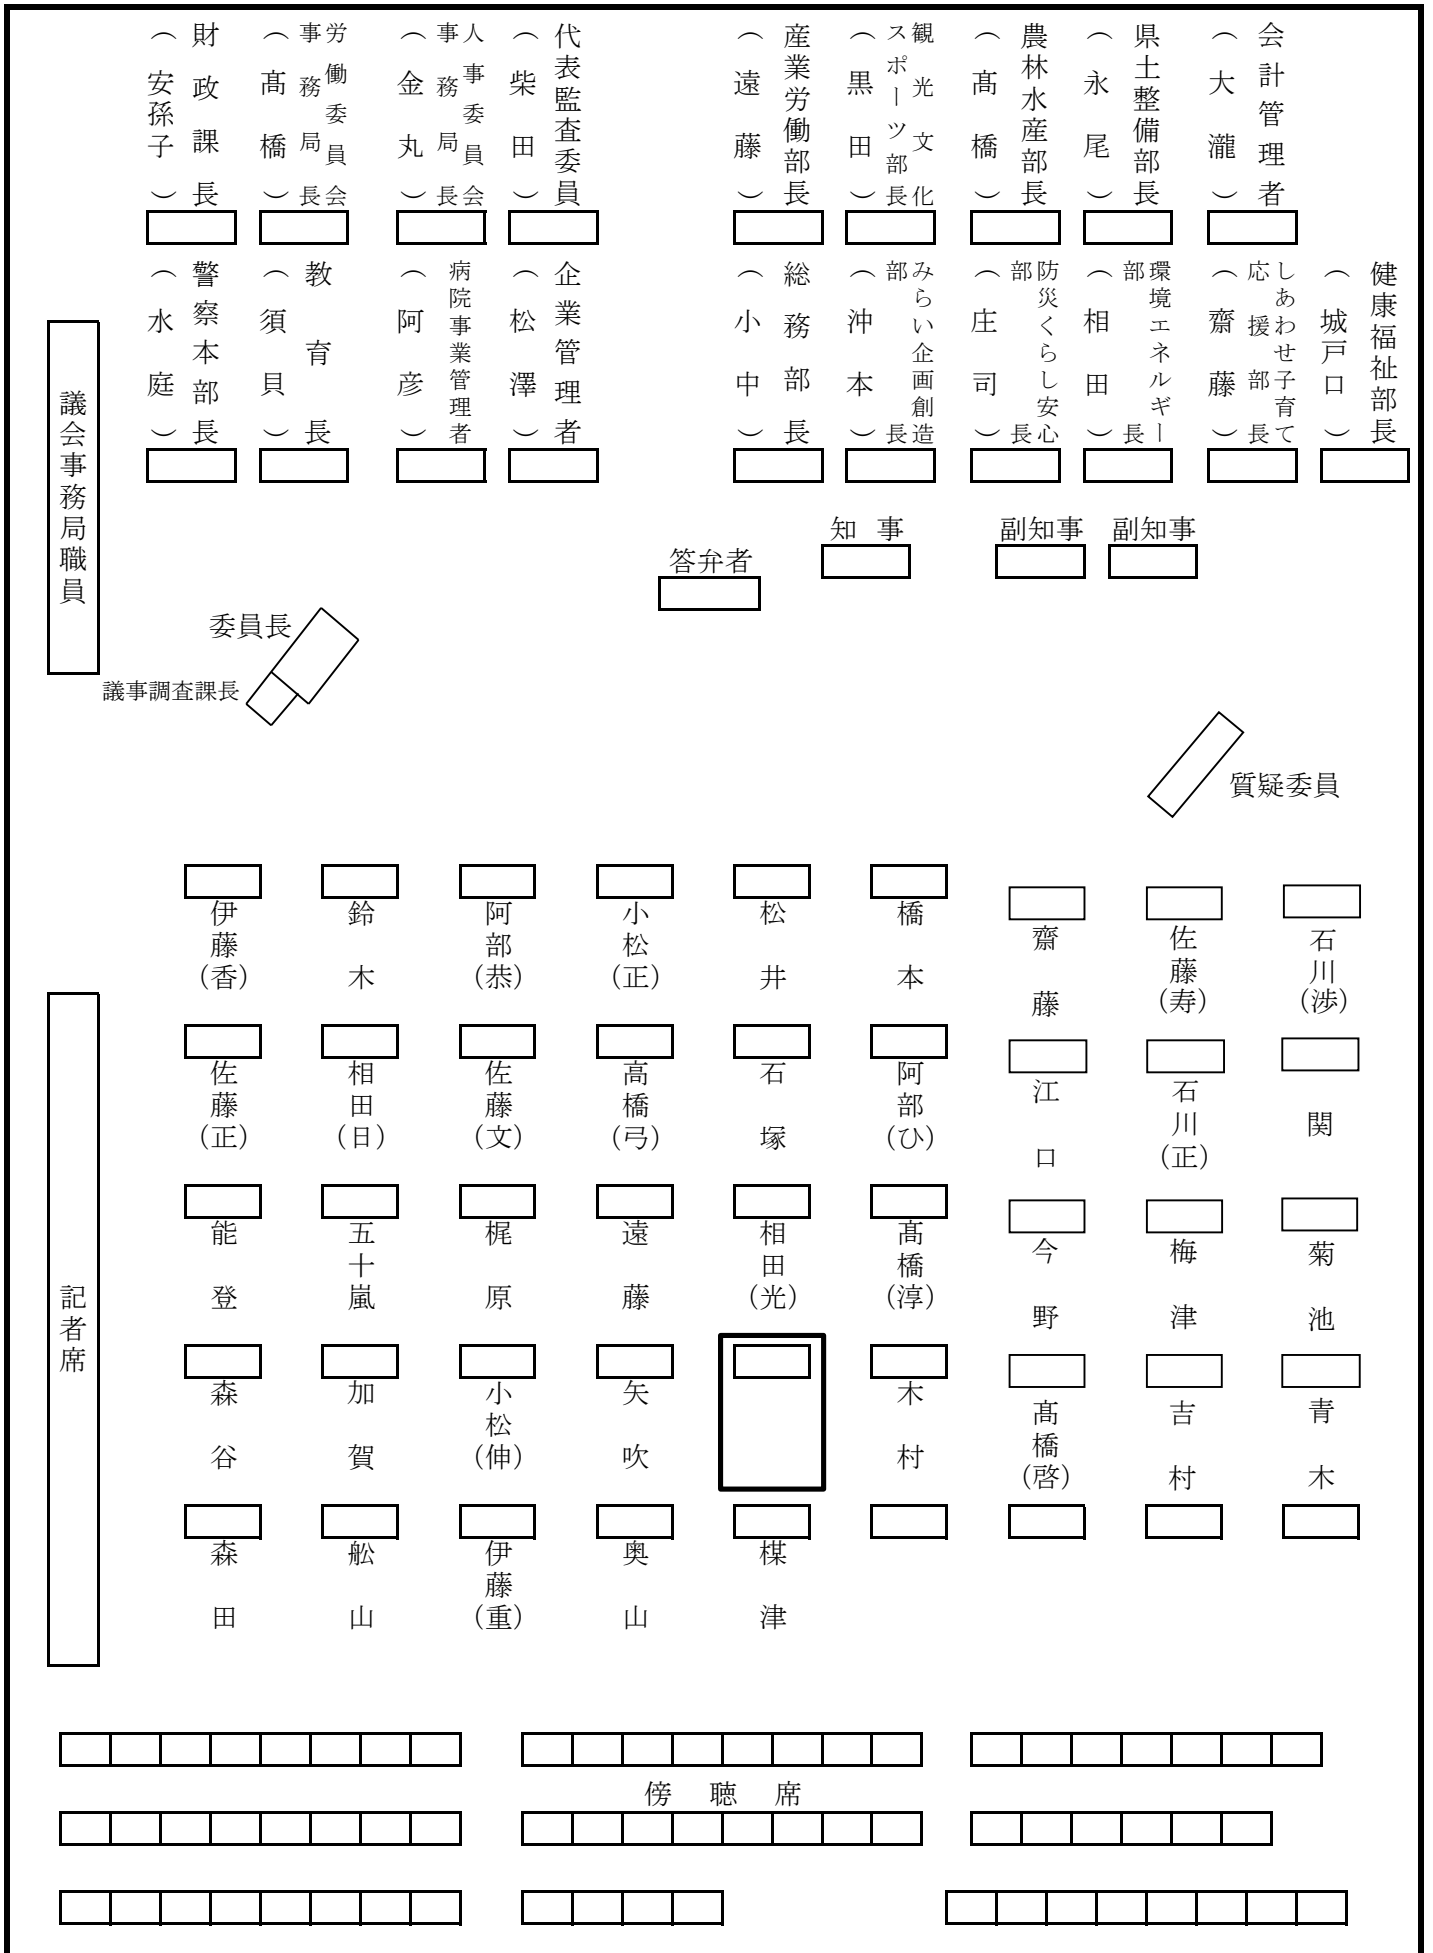 財政課長
（安孫子）
労働委員会
事務局長
（髙橋）
人事委員会
事務局長
（金丸）
代表監査委員
（柴田）
産業労働部長
（遠藤）
観光文化
スポーツ部長
（黒田）
農林水産部長
（髙橋）
県土整備部長
（永尾）
会計管理者
（大瀧）
警察本部長
（水庭）
教育長
（須貝）
病院事業管理者
（阿彦）
企業管理者
（松澤）
総務部長
（小中）
みらい企画創造
部長
（沖本）
防災くらし安心
部長
（庄司）
環境エネルギー
部長
（相田）
しあわせ子育て
応援部長
（齋藤）
健康福祉部長
（城戸口）
議会事務局職員
知事
副知事
副知事
答弁者
委員長
議事調査課長
質疑委員
伊藤(香)
鈴木
阿部(恭)
小松(正)
松井
橋本
齋藤
佐藤(寿)
石川(渉)
佐藤(正)
相田(日)
佐藤(文)
高橋(弓)
石塚
阿部(ひ)
江口
石川(正)
関
能登
五十嵐
梶原
遠藤
相田(光)
髙橋(淳)
今野
梅津
菊池
記者席
森谷
加賀
小松(伸)
矢吹
木村
髙橋(啓)
吉村
青木
森田
舩山
伊藤(重)
奥山
楳津
傍聴席